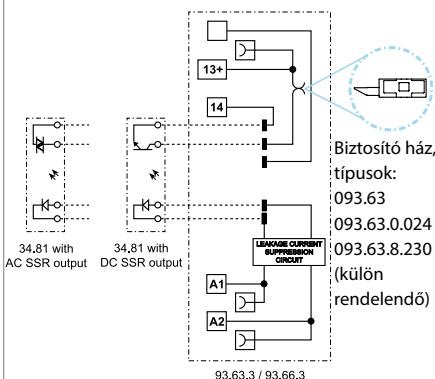 13+
14
Biztosító ház,
típusok:
093.63
093.63.0.024
093.63.8.230
(külön
rendelendő)
34.81 with
AC SSR output
34.81 with
DC SSR output
LEAKAGE CURRENT
SUPPRESSION
CIRCUIT
A1
A2
93.63.3 / 93.66.3